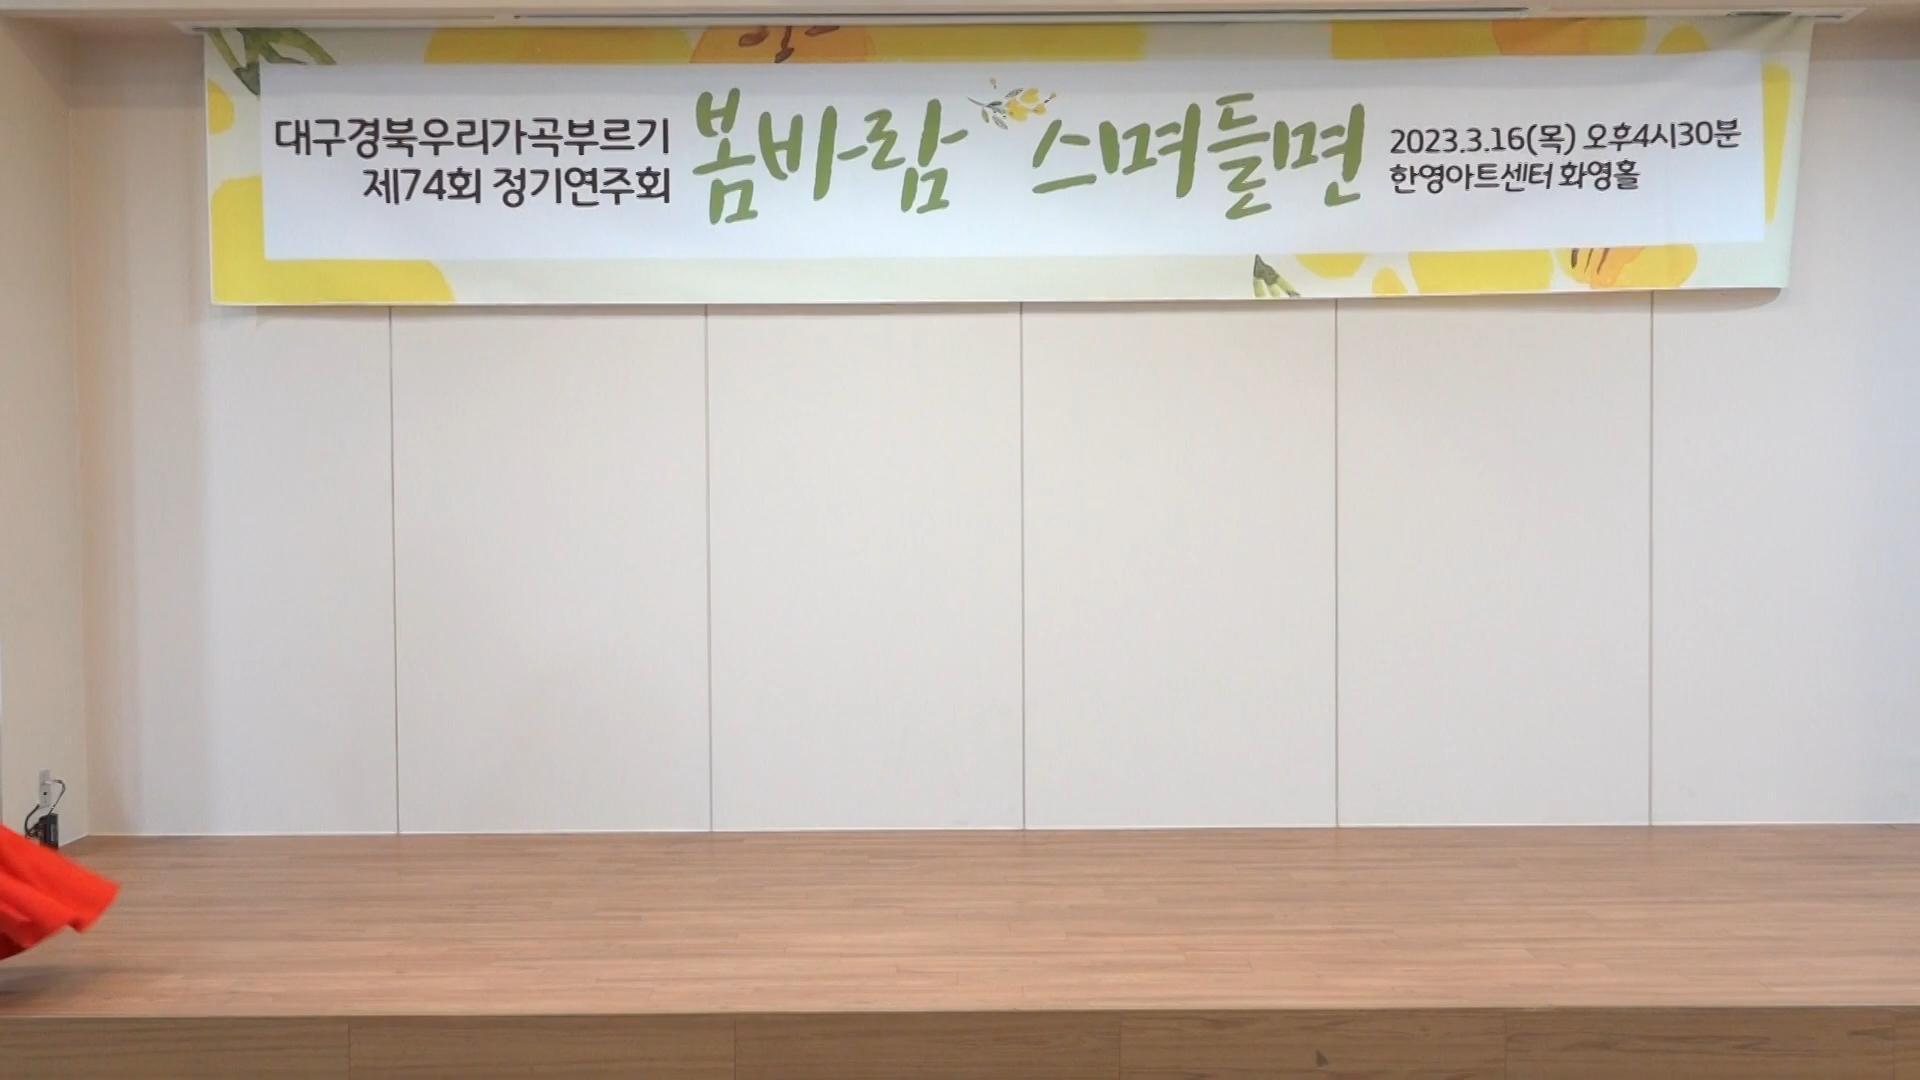 대구경북우리가곡부르기
제74회 정기연주회
봄바람 스며들면
2023.3.16(목) 오후4시30분
한영아트센터 화영홀